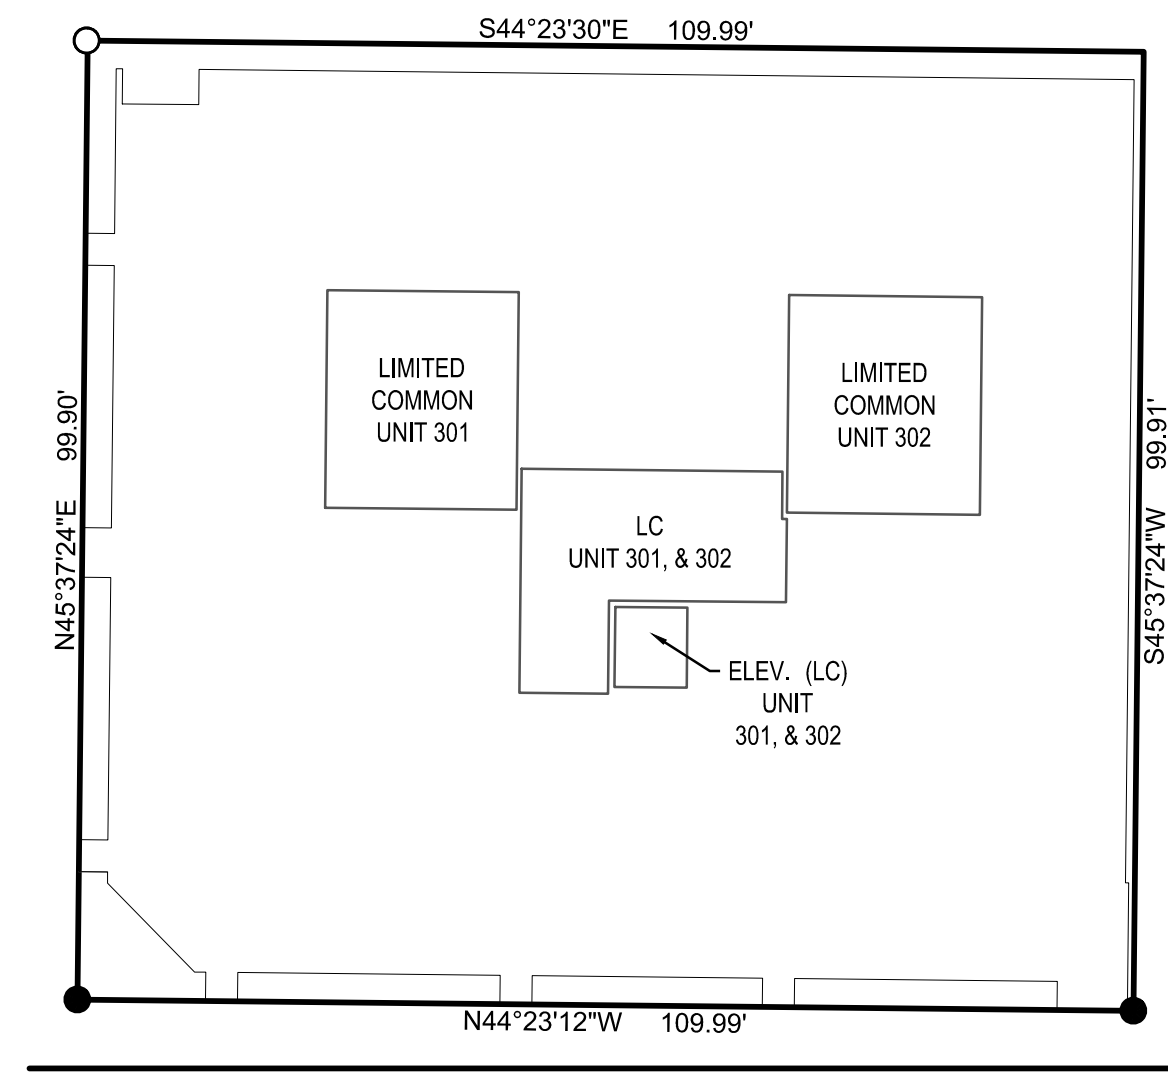 S44°23'30"E 109.99'
LIMITED
COMMON
UNIT 301
LIMITED
COMMON
UNIT 302
N45°37'24"E 99.90'
S45°37'24"W 99.91'
LC
UNIT 301, & 302
ELEV. (LC)
UNIT
301, & 302
N44°23'12"W 109.99'